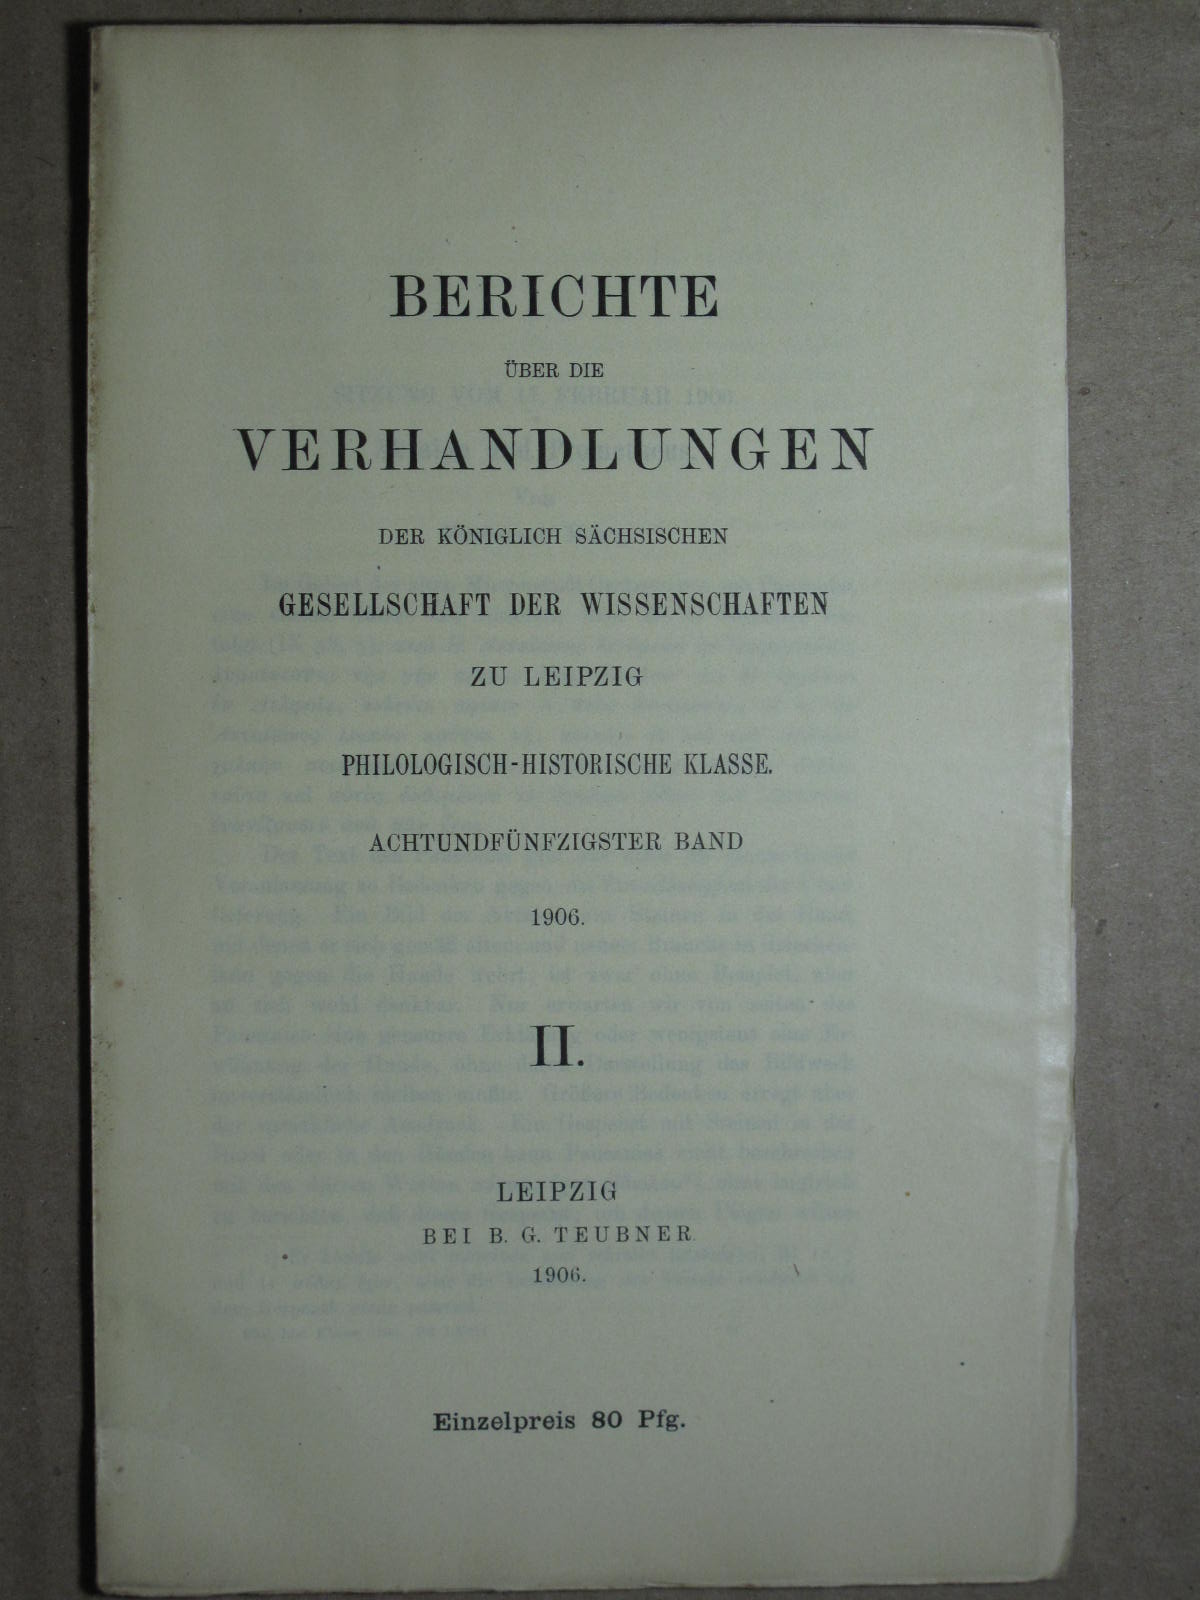 BERICHTE
ÜBER DIE
VERHANDLUNGEN
DER KÖNIGLICH SÄCHSISCHEN
GESELLSCHAFT DER WISSENSCHAFTEN
ZU LEIPZIG
PHILOLOGISCH-HISTORISCHE KLASSE.
ACHTUNDFÜNFZIGSTER BAND
1906.
II.
LEIPZIG
BEI B. G. TEUBNER
1906.
Einzelpreis 80 Pfg.